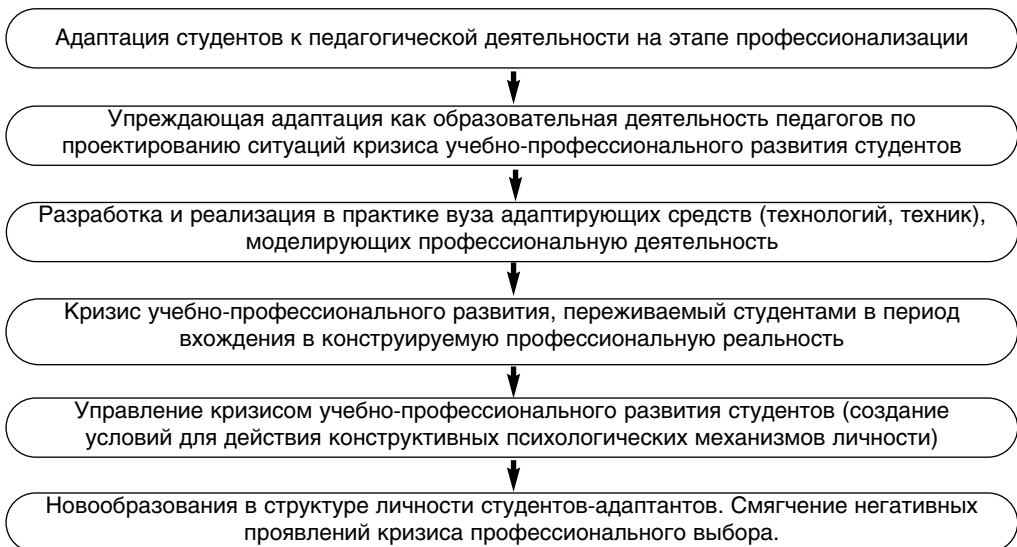 Адаптация студентов к педагогической деятельности на этапе профессионализации
Упреждающая адаптация как образовательная деятельность педагогов по
проектированию ситуаций кризиса учебно-профессионального развития студентов
Разработка и реализация в практике вуза адаптирующих средств (технологий, техник),
моделирующих профессиональную деятельность
Кризис учебно-профессионального развития, переживаемый студентами в период
вхождения в конструируемую профессиональную реальность
Управление кризисом учебно-профессионального развития студентов (создание
условий для действия конструктивных психологических механизмов личности)
Новообразования в структуре личности студентов-адаптантов. Смягчение негативных
проявлений кризиса профессионального выбора.